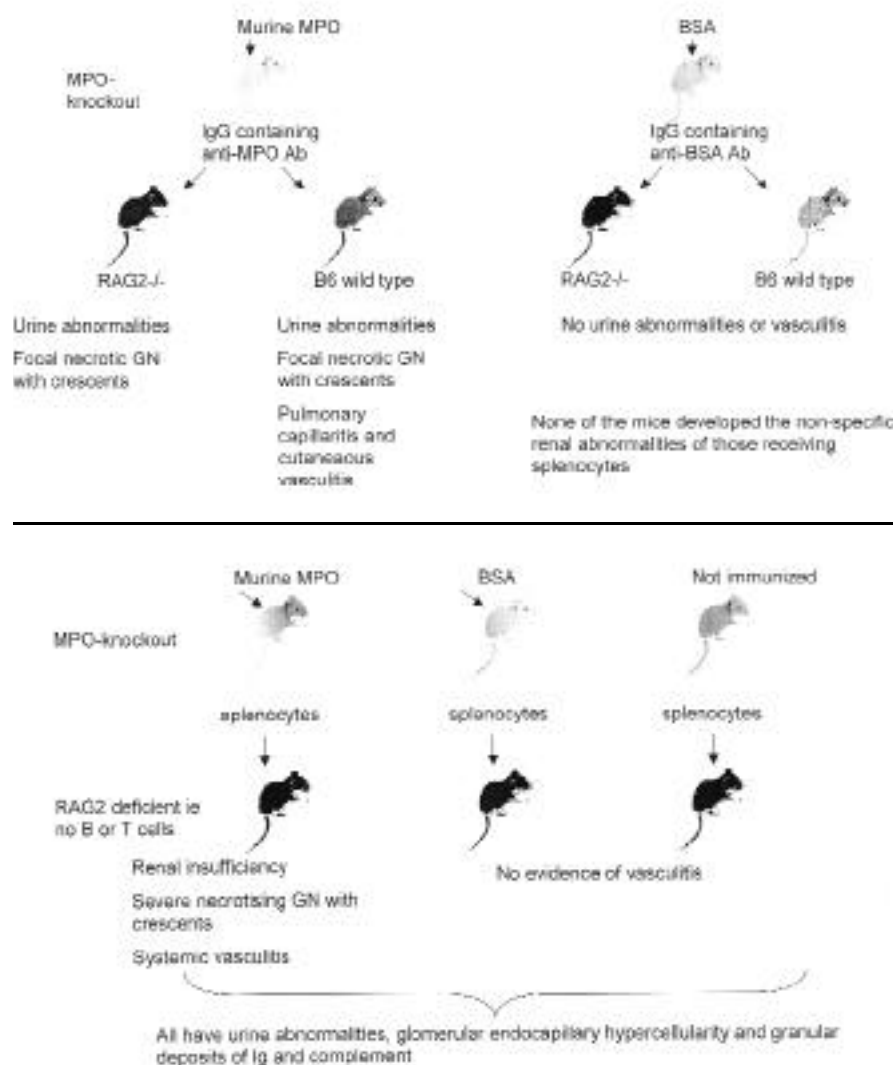 Murine MPO
BSA
MPO-
knockout
IgG containing
anti-MPO Ab
IgG containing
anti-BSA Ab
RAG2-/-
B6 wild type
RAG2-/-
B6 wild type
Urine abnormalities
Focal necrotic GN
with crescents
Urine abnormalities
Focal necrotic GN
with crescents
Pulmonary
capillaritis and
cutaneaous
vasculitis
No urine abnormalities or vasculitis
None of the mice developed the non-specific
renal abnormalities of those receiving
splenocytes
Murine MPO
BSA
Not immunized
MPO-knockout
splenocytes
splenocytes
splenocytes
RAG2 deficient ie
no B or T cells
Renal insufficiency
Severe necrotising GN with
crescents
Systemic vasculitis
No evidence of vasculitis
All have urine abnormalities, glomerular endocapillary hypercellularity and granular
deposits of Ig and complement